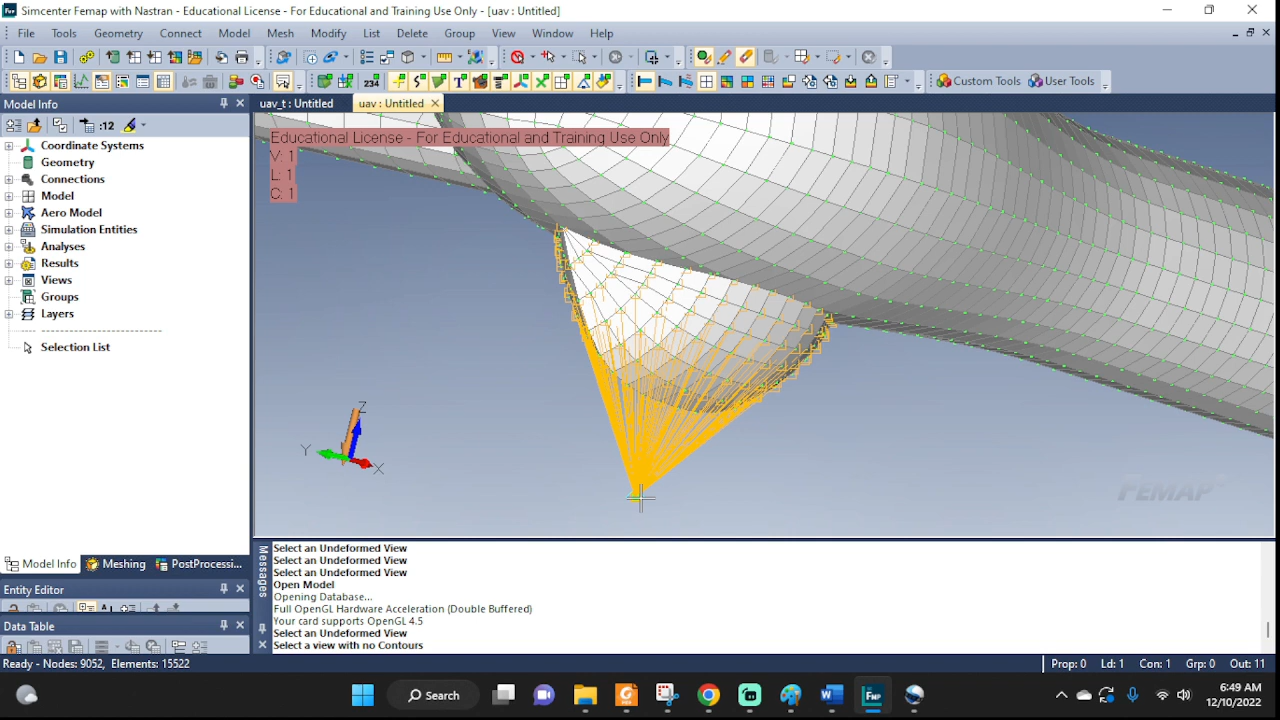 Simcenter Femap with Nastran - Educational License - For Educational and Training Use Only - [uav : Untitled]
File Tools Geometry Connect Model Mesh Modify List Delete Group View Window Help
234 Custom Tools User Tools
Model Info
uav_t : Untitled uav : Untitled
:12
Educational License - For Educational and Training Use Only
V: 1
L: 1
C: 1
Coordinate Systems
Geometry
Connections
Model
Aero Model
Simulation Entities
Analyses
Results
Views
Groups
Layers
Selection List
Z
Y
X
FEMAP
Model Info Meshing PostProcessi...
Entity Editor
Data Table
Messages
Select an Undeformed View
Select an Undeformed View
Select an Undeformed View
Open Model
Opening Database...
Full OpenGL Hardware Acceleration (Double Buffered)
Your card supports OpenGL 4.5
Select an Undeformed View
Select a view with no Contours
Ready - Nodes: 9052, Elements: 15522
Prop: 0 Ld: 1 Con: 1 Grp: 0 Out: 11
Search
6:49 AM
12/10/2022